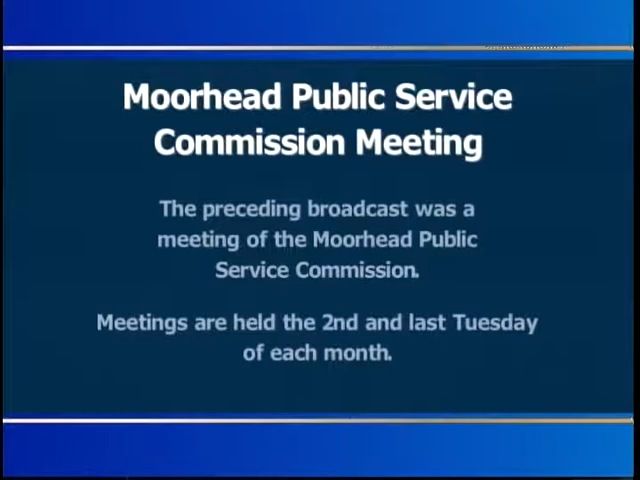 Moorhead Public Service
Commission Meeting
The preceding broadcast was a
meeting of the Moorhead Public
Service Commission.
Meetings are held the 2nd and last Tuesday
of each month.